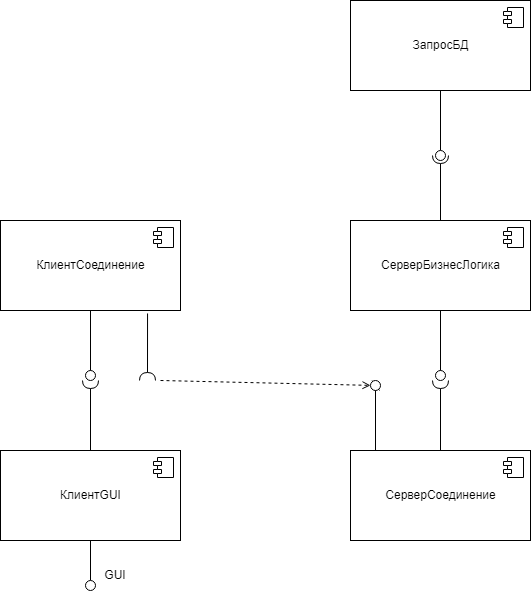 ЗапросБД
КлиентСоединение
СерверБизнесЛогика
КлиентGUI
СерверСоединение
GUI